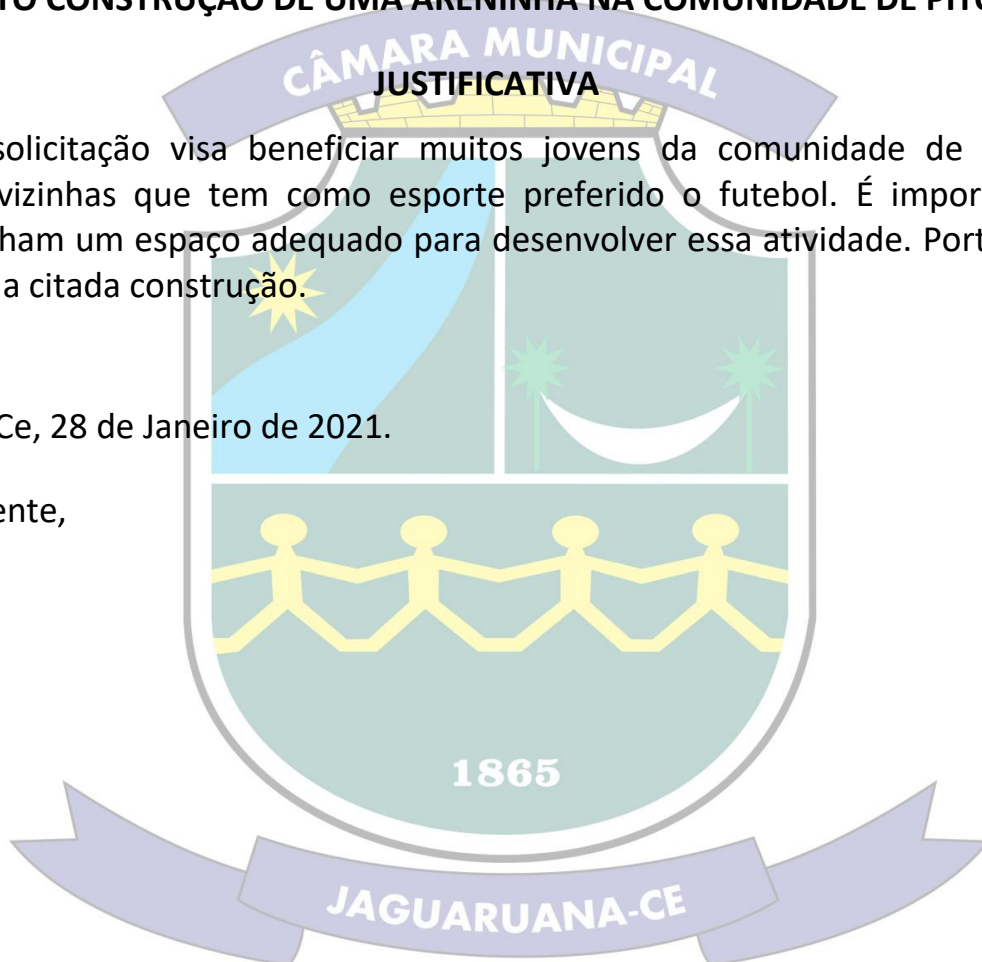 TO CONSTRUÇÃO DE UMA ARENINHA NA COMUNIDADE DE
CÂMARA MUNICIPAL
JUSTIFICATIVA
solicitação visa beneficiar muitos jovens da comunidade de
vizinhas que tem como esporte preferido o futebol. É impor
ham um espaço adequado para desenvolver essa atividade. Port
a citada construção.
Ce, 28 de Janeiro de 2021.
ente,
1865
JAGUARUANA-CE